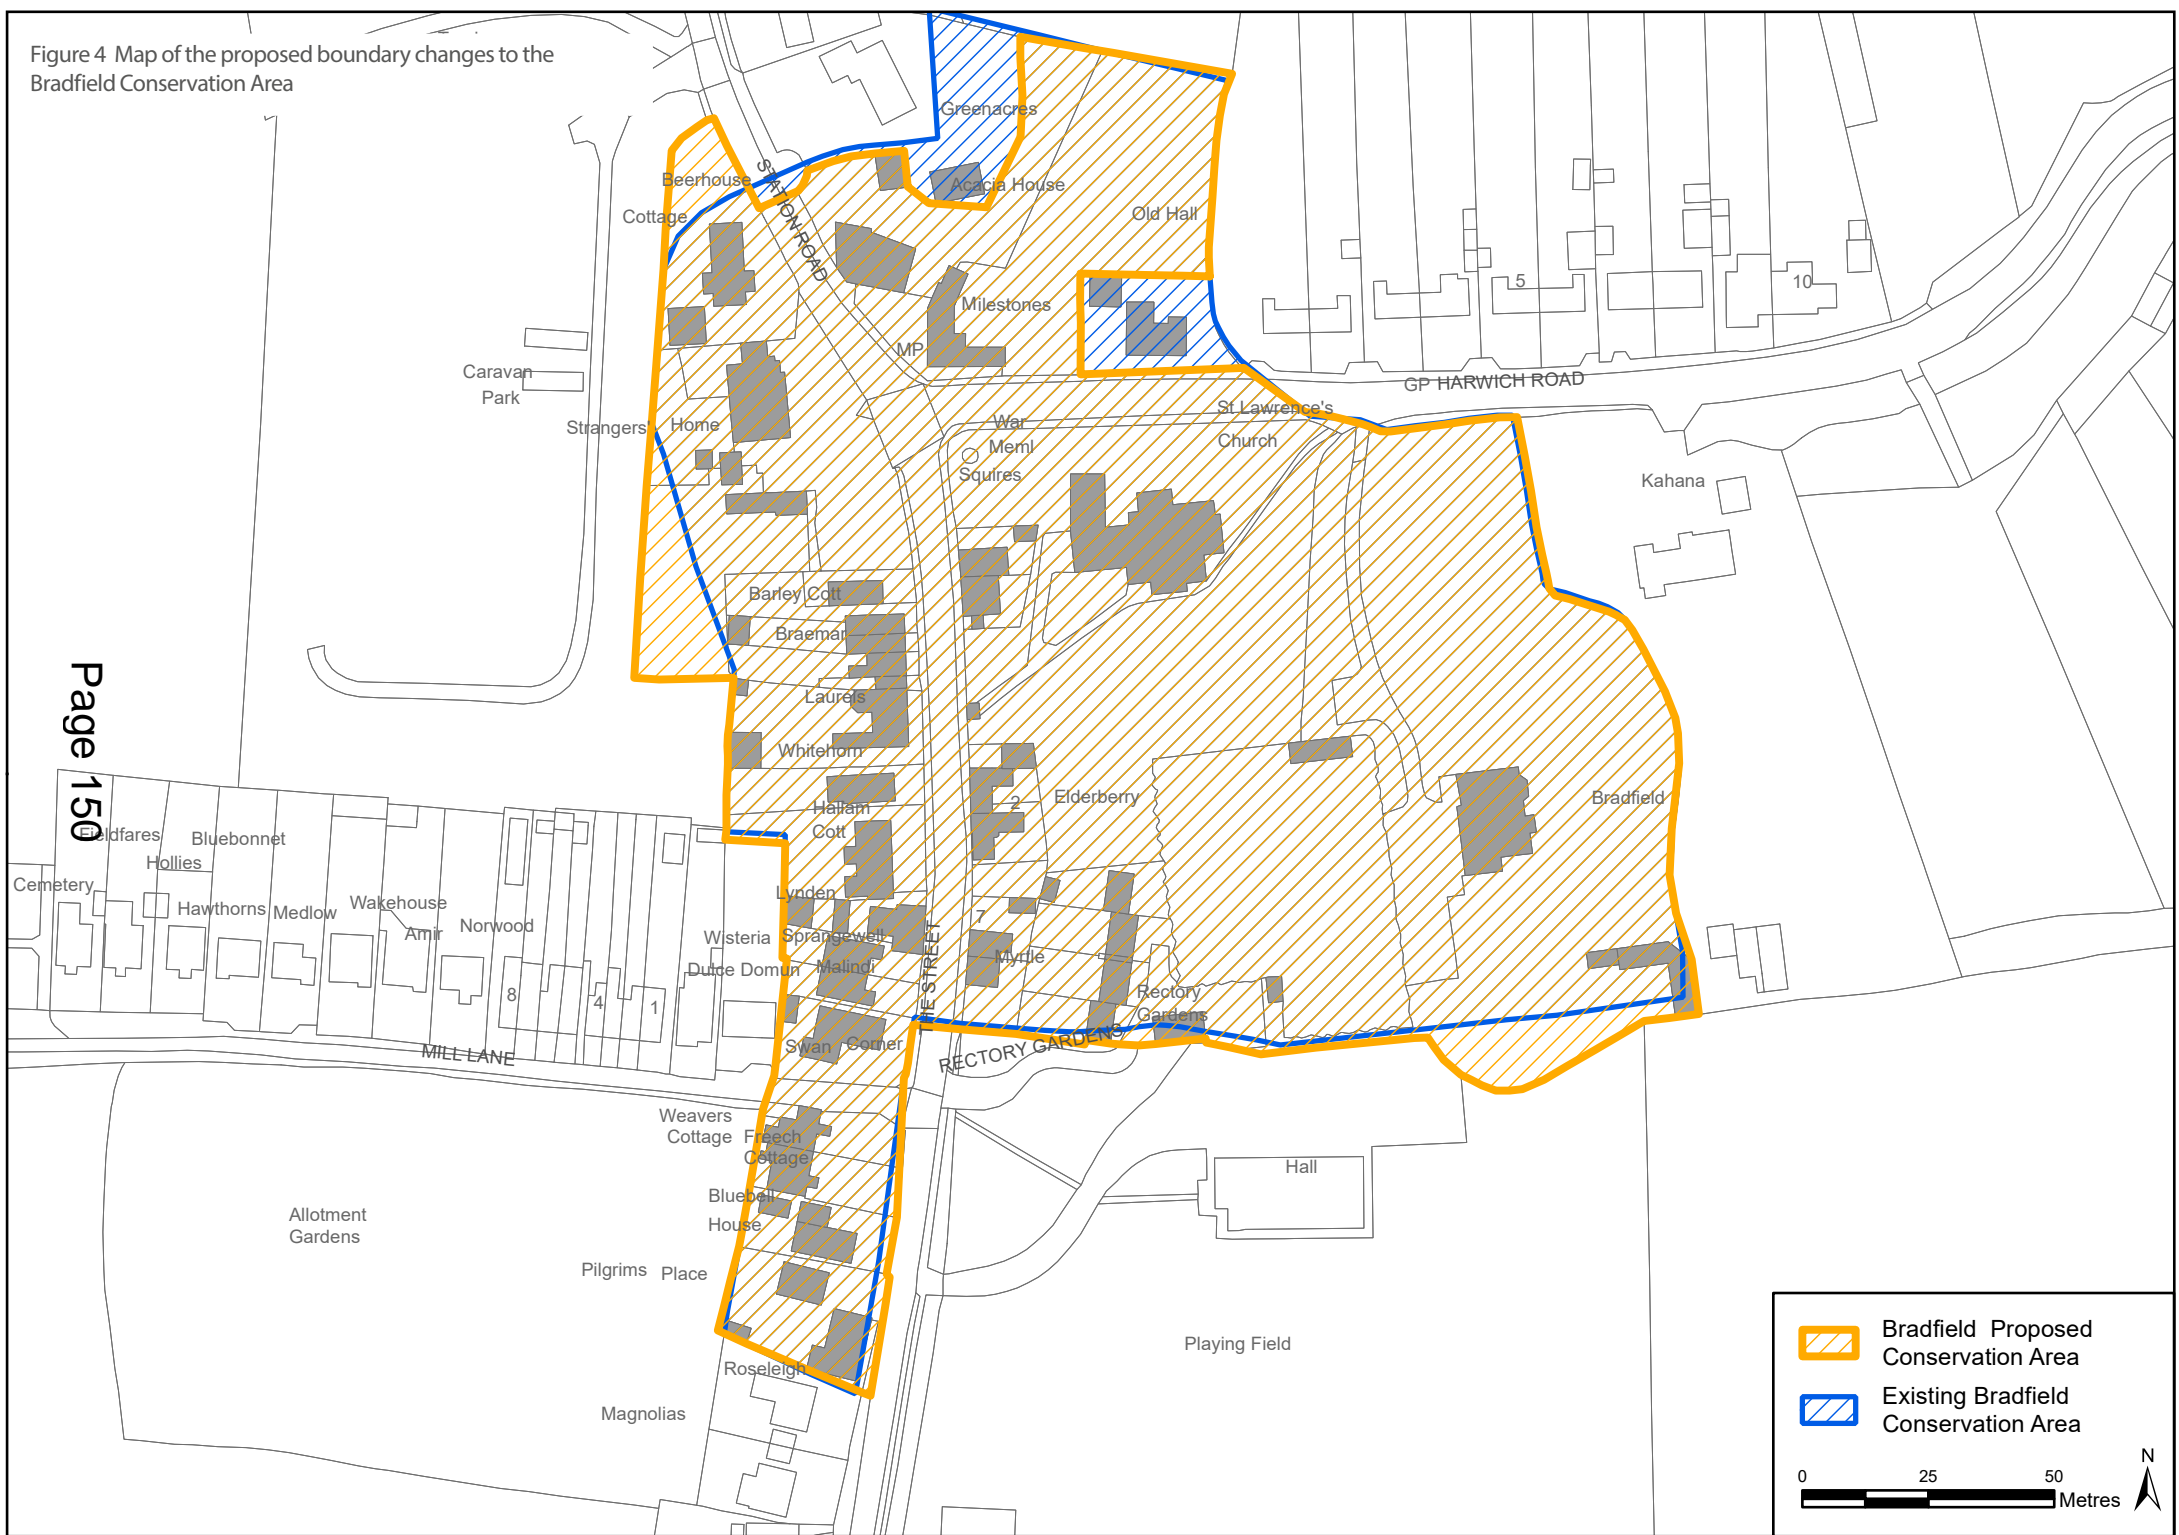 Figure 4 Map of the proposed boundary changes to the
Bradfield Conservation Area
Greenacres
Beerhouse
Cottage
STATION ROAD
Acacia House
Old Hall
Milestones
MP
5
10
Caravan
Park
GP HARWICH ROAD
Strangers'
Home
War
Meml
Squires
St Lawrence's
Church
Kahana
Barley Cott
Braemar
Laurels
Whitehorn
Hallam
Cott
2
Elderberry
Bradfield
Page 150
Fieldfares
Bluebonnet
Hollies
Cemetery
Hawthorns
Medlow
Wakehouse
Amir
Norwood
8
4
1
Lynden
Wisteria
Sprangewell
Dulce Domun
Malindi
7
Myrtle
THE STREET
Rectory
Gardens
Swan
Corner
RECTORY GARDENS
MILL LANE
Weavers
Cottage
Freech
Cottage
Bluebell
House
Hall
Allotment
Gardens
Pilgrims
Place
Playing Field
Roseleigh
Magnolias
Bradfield Proposed
Conservation Area
Existing Bradfield
Conservation Area
N
0 25 50
Metres